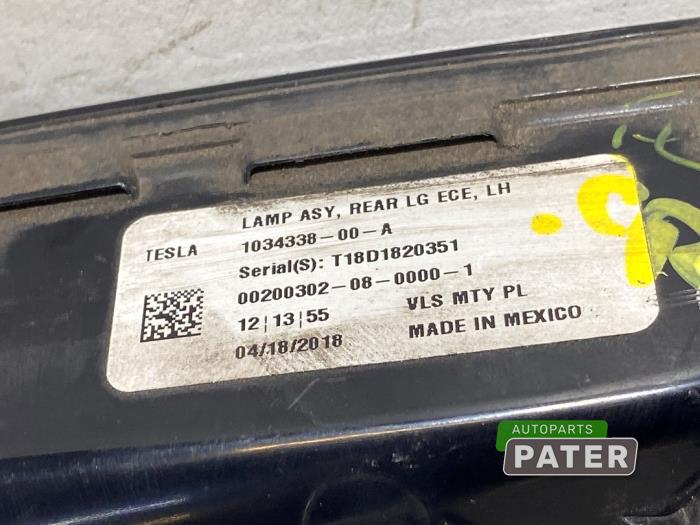 LAMP ASY, REAR LG ECE, LH
TESLA 1034338-00-A
Serial(S): T18D1820351
00200302-08-0000-1
12|13|55 VLS MTY PL
04/18/2018 MADE IN MEXICO
AUTOPARTS
PATER